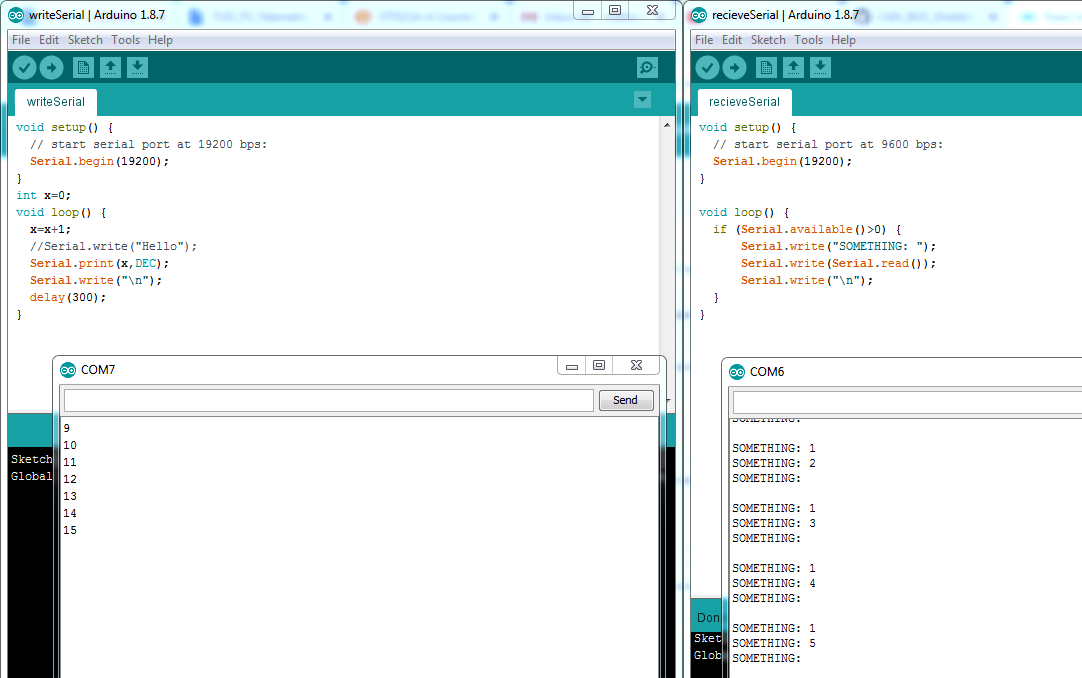 writeSerial | Arduino 1.8.7
File Edit Sketch Tools Help
writeSerial
void setup() {
  // start serial port at 19200 bps:
  Serial.begin(19200);
}
int x=0;
void loop() {
  x=x+1;
  //Serial.write("Hello");
  Serial.print(x,DEC);
  Serial.write("\n");
  delay(300);
}
Sketch
Global
COM7
Send
9
10
11
12
13
14
15
recieveSerial | Arduino 1.8.7
File Edit Sketch Tools Help
recieveSerial
void setup() {
  // start serial port at 9600 bps:
  Serial.begin(19200);
}
void loop() {
  if (Serial.available()>0) {
      Serial.write("SOMETHING: ");
      Serial.write(Serial.read());
      Serial.write("\n");
  }
}
Don
Sket
Glob
COM6
SOMETHING:
SOMETHING: 1
SOMETHING: 2
SOMETHING:
SOMETHING: 1
SOMETHING: 3
SOMETHING:
SOMETHING: 1
SOMETHING: 4
SOMETHING:
SOMETHING: 1
SOMETHING: 5
SOMETHING: